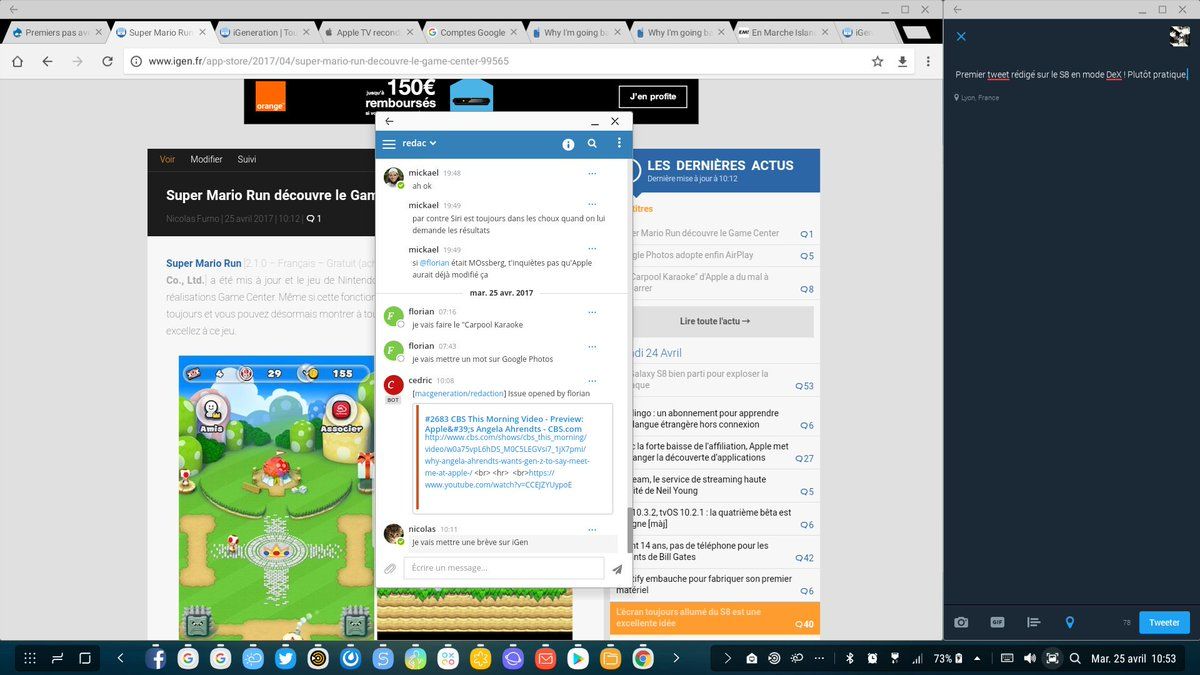 Premiers pas av
Super Mario Run
iGeneration | Tou
Apple TV recond
Comptes Google
Why I'm going ba
Why I'm going ba
En Marche Islan
iGen
www.igen.fr/app-store/2017/04/super-mario-run-decouvre-le-game-center-99565
orange
jusqu'à
150€
remboursés
J'en profite
Voir Modifier Suivi
Super Mario Run découvre le Gam
Nicolas Furno | 25 avril 2017 | 10:12 | 1
Super Mario Run [2.1.0 – Français – Gratuit (ach
Co., Ltd.] a été mis à jour et le jeu de Nintendo
réalisations Game Center. Même si cette fonction
toujours et vous pouvez désormais montrer à tou
excellez à ce jeu.
4 29 155
Amis
Associer
redac
mickael 19:48
ah ok
mickael 19:49
par contre Siri est toujours dans les choux quand on lui
demande les résultats
mickael 19:49
si @florian était MOssberg, t'inquiètes pas qu'Apple
aurait déjà modifié ça
mar. 25 avr. 2017
F
florian 07:16
je vais faire le "Carpool Karaoke
F
florian 07:43
Je vais mettre un mot sur Google Photos
C
BOT
cedric 10:08
[macgeneration/redaction] Issue opened by florian
#2683 CBS This Morning Video - Preview:
Apple&#39;s Angela Ahrendts - CBS.com
http://www.cbs.com/shows/cbs_this_morning/
video/w0a75vpL6hDS_M0C5LEGVsi7_1jX7pmI/
why-angela-ahrendts-wants-gen-z-to-say-meet-
me-at-apple-/ <br> <hr> <br>https://
www.youtube.com/watch?v=CCEJZYUypoE
nicolas 10:11
Je vais mettre une brève sur iGen
Écrire un message...
LES DERNIÈRES ACTUS
Dernière mise à jour à 10:12
titres
er Mario Run découvre le Game Center 1
gle Photos adopte enfin AirPlay 5
"Carpool Karaoke" d'Apple a du mal à
arrer 8
Lire toute l'actu →
di 24 Avril
Galaxy S8 bien parti pour exploser la
aque 53
lingo : un abonnement pour apprendre
langue étrangère hors connexion 6
c la forte baisse de l'affiliation, Apple met
anger la découverte d'applications 27
eam, le service de streaming haute
ité de Neil Young 5
10.3.2, tvOS 10.2.1 : la quatrième bêta est
gne [màj] 6
nt 14 ans, pas de téléphone pour les
nts de Bill Gates 42
tify embauche pour fabriquer son premier
matériel 6
L'écran toujours allumé du S8 est une
excellente idée 40
Premier tweet rédigé sur le S8 en mode DeX ! Plutôt pratique.
Lyon, France
GIF
78
Tweeter
73%
Mar. 25 avril 10:53